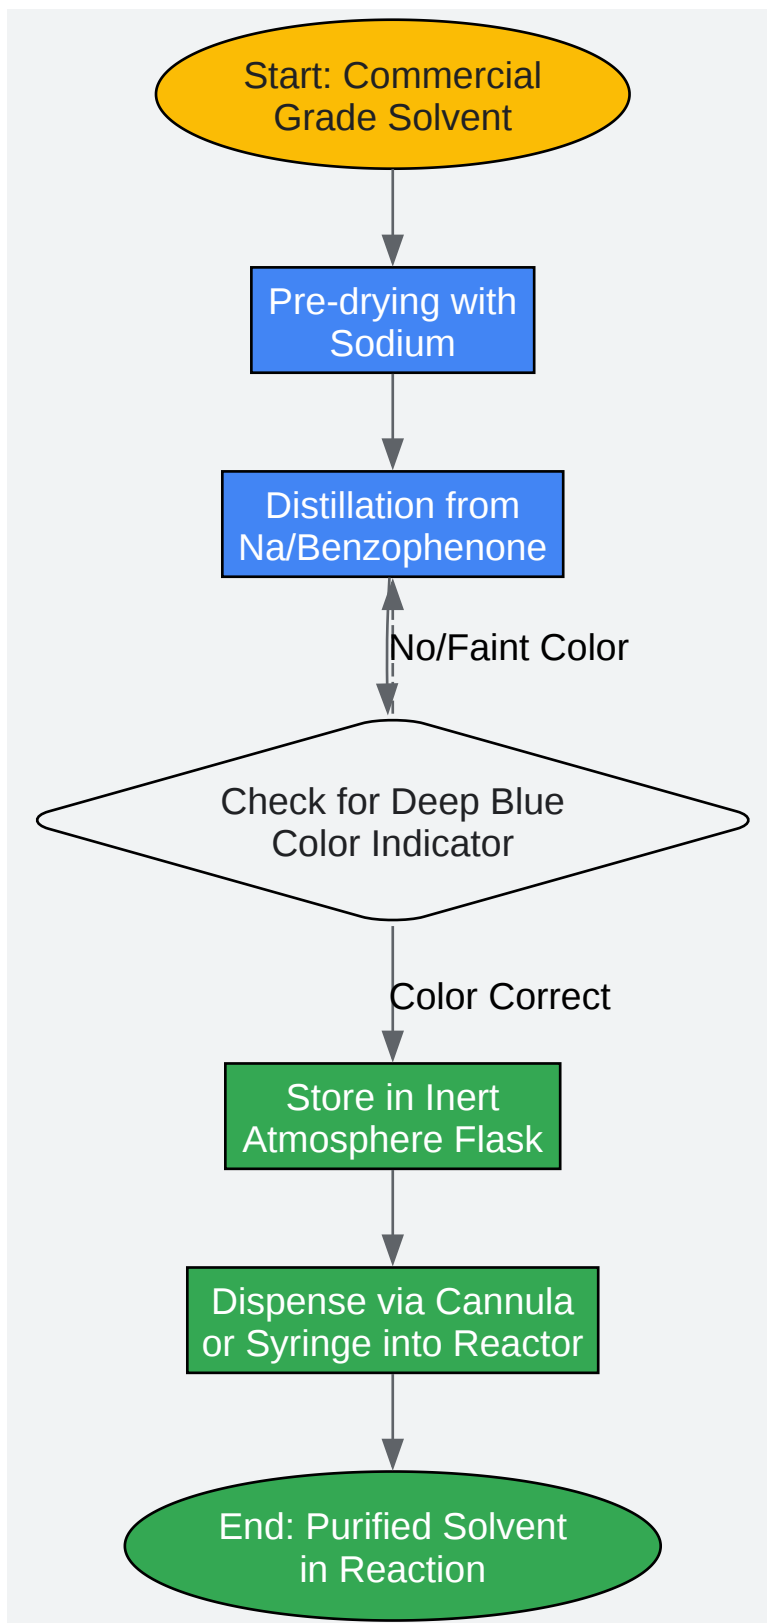 Start: Commercial
Grade Solvent
Pre-drying with
Sodium
Distillation from
Na/Benzophenone
No/Faint Color
Check for Deep Blue
Color Indicator
Color Correct
Store in Inert
Atmosphere Flask
Dispense via Cannula
or Syringe into Reactor
End: Purified Solvent
in Reaction